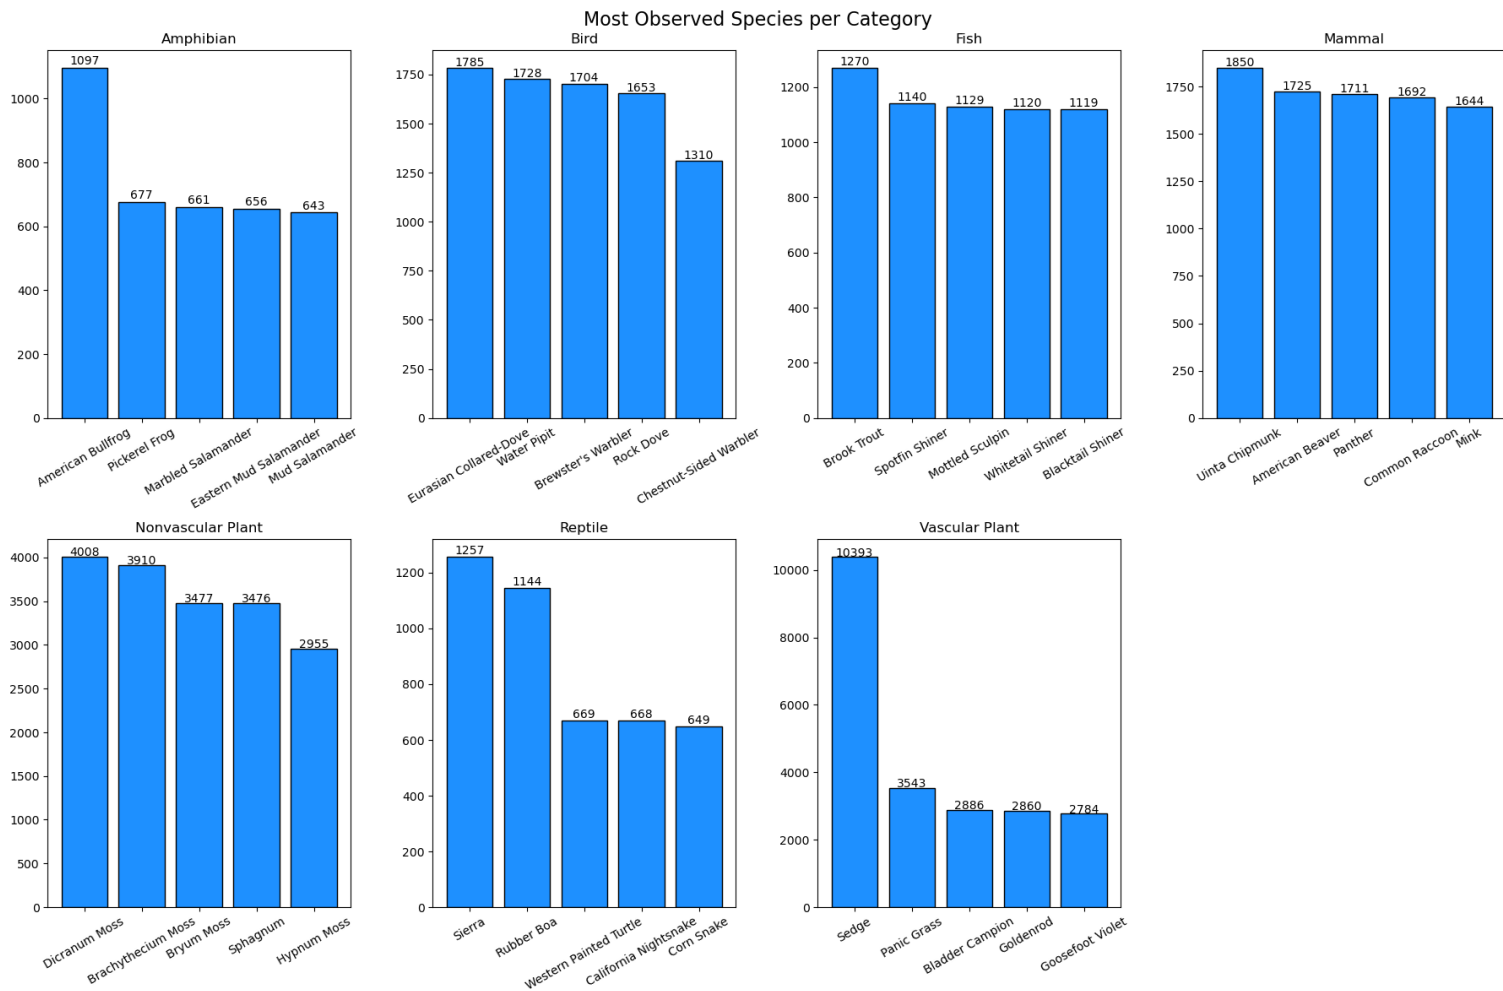 Most Observed Species per Category
Amphibian
1097
677
661
656
643
1000
800
600
400
200
0
American Bullfrog
Pickerel Frog
Marbled Salamander
Eastern Mud Salamander
Mud Salamander
Bird
1785
1728
1704
1653
1310
1750
1500
1250
1000
750
500
250
0
Eurasian Collared-Dove
Water Pipit
Brewster's Warbler
Rock Dove
Chestnut-Sided Warbler
Fish
1270
1140
1129
1120
1119
1200
1000
800
600
400
200
0
Brook Trout
Spotfin Shiner
Mottled Sculpin
Whitetail Shiner
Blacktail Shiner
Mammal
1850
1725
1711
1692
1644
1750
1500
1250
1000
750
500
250
0
Uinta Chipmunk
American Beaver
Panther
Common Raccoon
Mink
Nonvascular Plant
4008
3910
3477
3476
2955
4000
3500
3000
2500
2000
1500
1000
500
0
Dicranum Moss
Brachythecium Moss
Bryum Moss
Sphagnum
Hypnum Moss
Reptile
1257
1144
669
668
649
1200
1000
800
600
400
200
0
Sierra
Rubber Boa
Western Painted Turtle
California Nightsnake
Corn Snake
Vascular Plant
10393
3543
2886
2860
2784
10000
8000
6000
4000
2000
0
Sedge
Panic Grass
Bladder Campion
Goldenrod
Goosefoot Violet